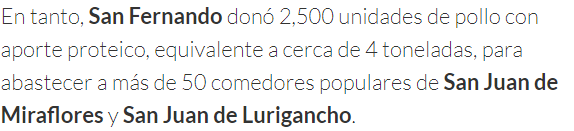 En tanto, San Fernando donó 2,500 unidades de pollo con
aporte proteico, equivalente a cerca de 4 toneladas, para
abastecer a más de 50 comedores populares de San Juan de
Miraflores y San Juan de Lurigancho.